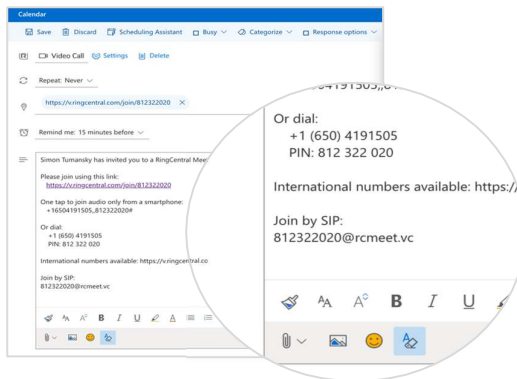 Calendar
Save Discard Scheduling Assistant Busy Categorize Response options
Video Call Settings Delete
Repeat: Never
https://v.ringcentral.com/join/812322020
Remind me: 15 minutes before
Simon Tumansky has invited you to a RingCentral Mee
Please join using this link:
https://v.ringcentral.com/join/812322020
One tap to join audio only from a smartphone:
+16504191505,,812322020#
Or dial:
+1 (650) 4191505
PIN: 812 322 020
International numbers available: https://v.ringcentral.co
Join by SIP:
812322020@rcmeet.vc
Or dial:
+1 (650) 4191505
PIN: 812 322 020
International numbers available: https:/
Join by SIP:
812322020@rcmeet.vc